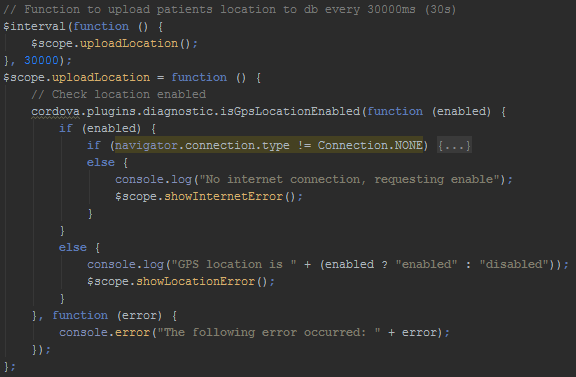 // Function to upload patients location to db every 30000ms (30s)
$interval(function () {
    $scope.uploadLocation();
}, 30000);
$scope.uploadLocation = function () {
    // Check location enabled
    cordova.plugins.diagnostic.isGpsLocationEnabled(function (enabled) {
        if (enabled) {
            if (navigator.connection.type != Connection.NONE) {...}
            else {
                console.log("No internet connection, requesting enable");
                $scope.showInternetError();
            }
        }
        else {
            console.log("GPS location is " + (enabled ? "enabled" : "disabled"));
            $scope.showLocationError();
        }
    }, function (error) {
        console.error("The following error occurred: " + error);
    });
};